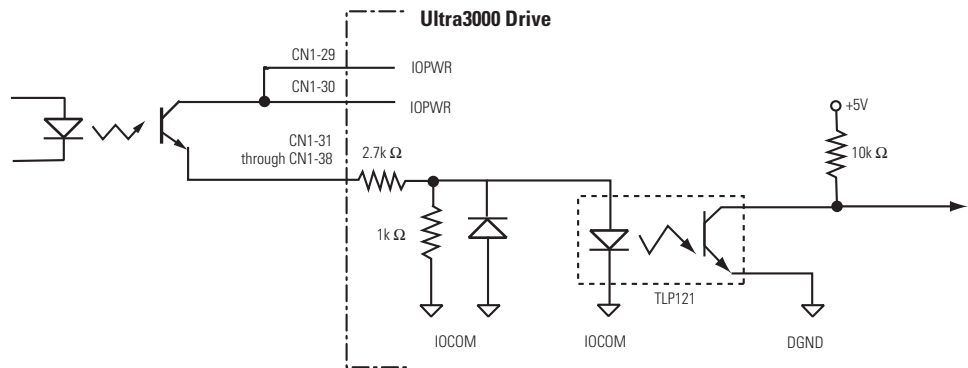 Ultra3000 Drive
CN1-29
IOPWR
CN1-30
IOPWR
+5V
CN1-31
through CN1-38
2.7k Ω
10k Ω
1k Ω
TLP121
IOCOM
IOCOM
DGND